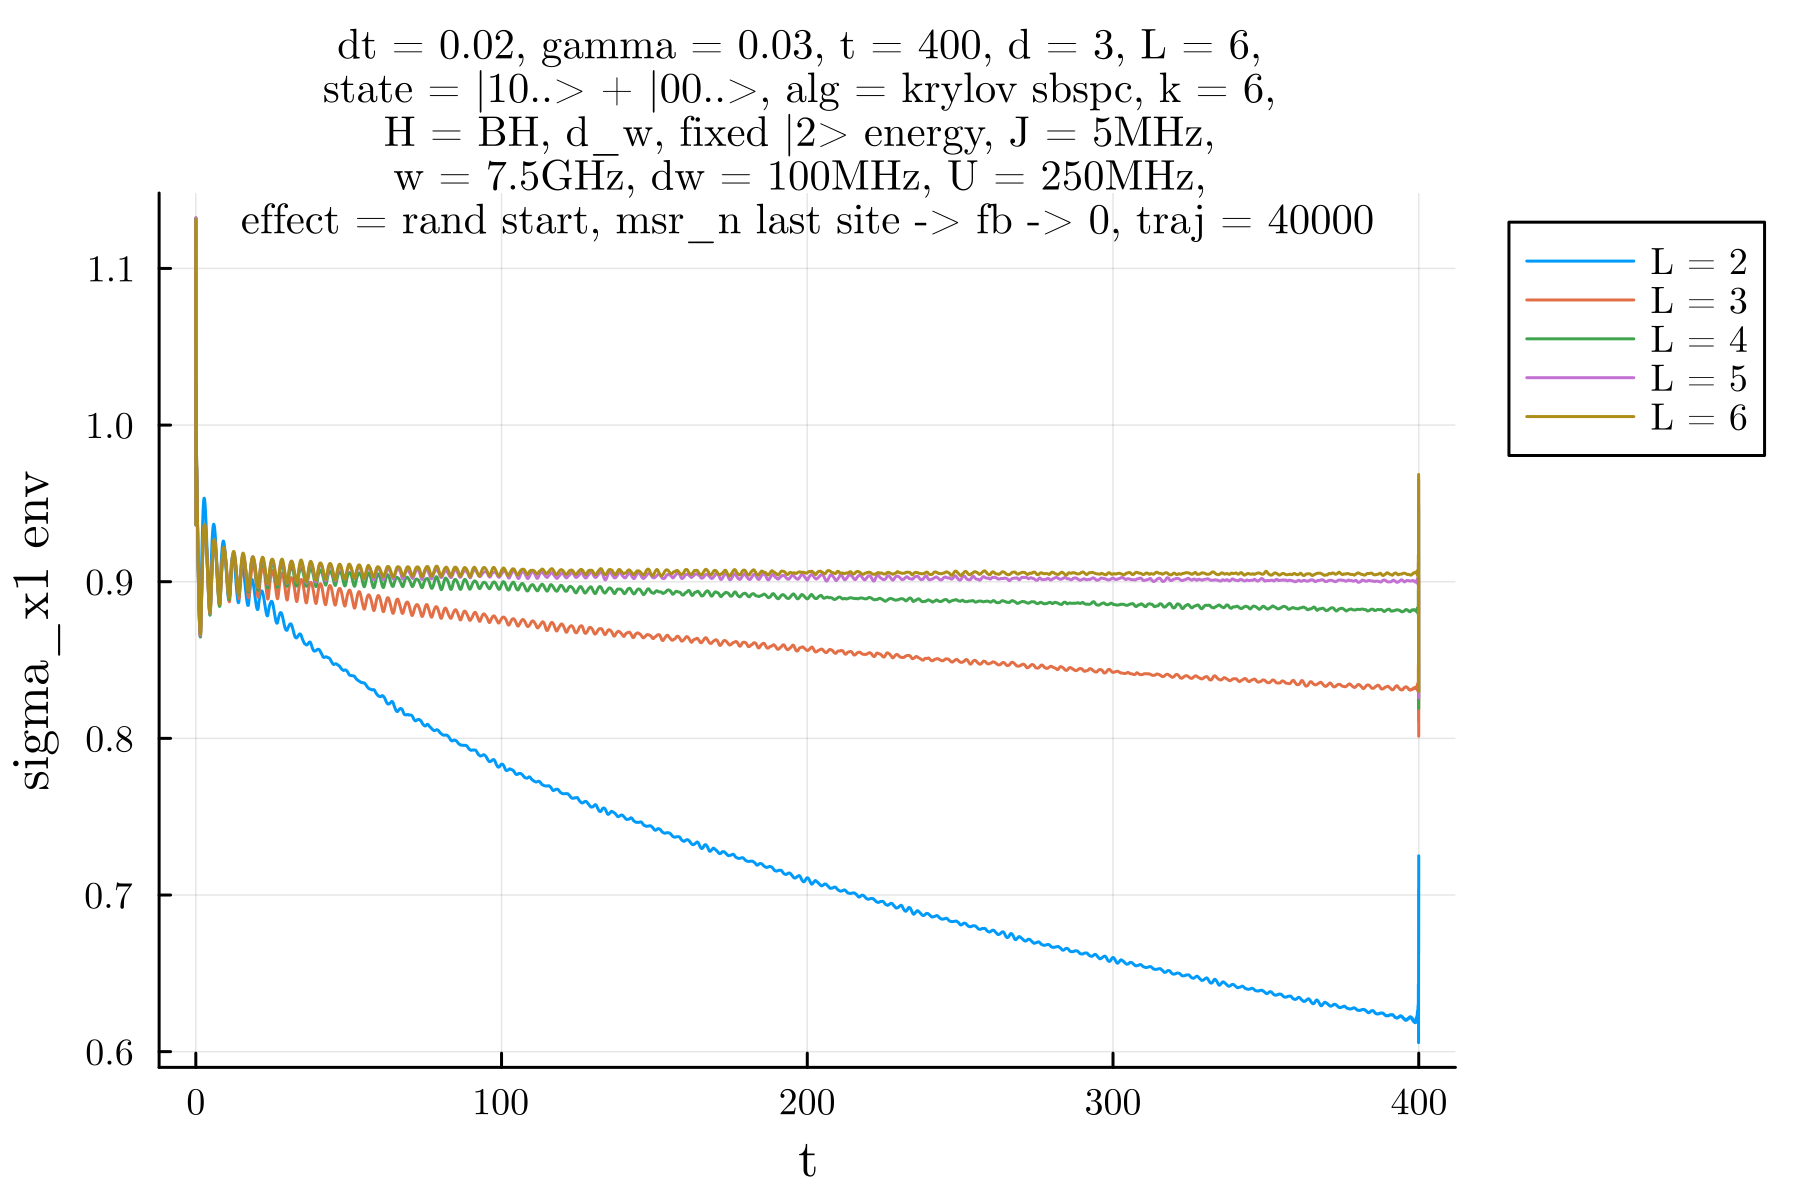 dt = 0.02, gamma = 0.03, t = 400, d = 3, L = 6,
state = |10..> + |00..>, alg = krylov sbspc, k = 6,
H = BH, d_w, fixed |2> energy, J = 5MHz,
w = 7.5GHz, dw = 100MHz, U = 250MHz,
effect = rand start, msr_n last site -> fb -> 0, traj = 40000
L = 2
L = 3
L = 4
L = 5
L = 6
sigma_x1 env
1.1
1.0
0.9
0.8
0.7
0.6
0
100
200
300
400
t